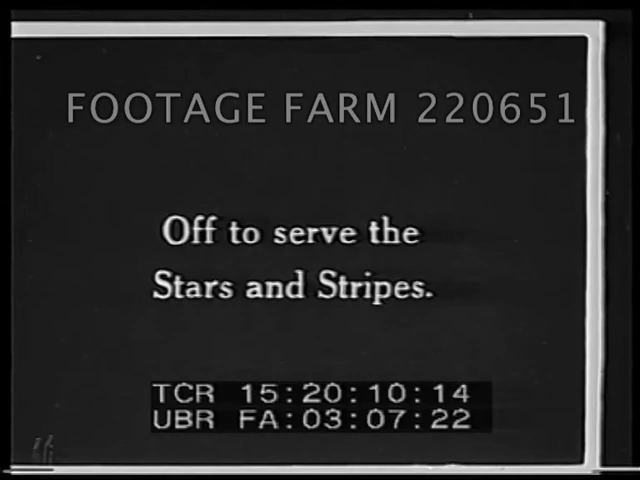 FOOTAGE FARM 220651
Off to serve the
Stars and Stripes.
TCR 15:20:10:14
UBR FA:03:07:22